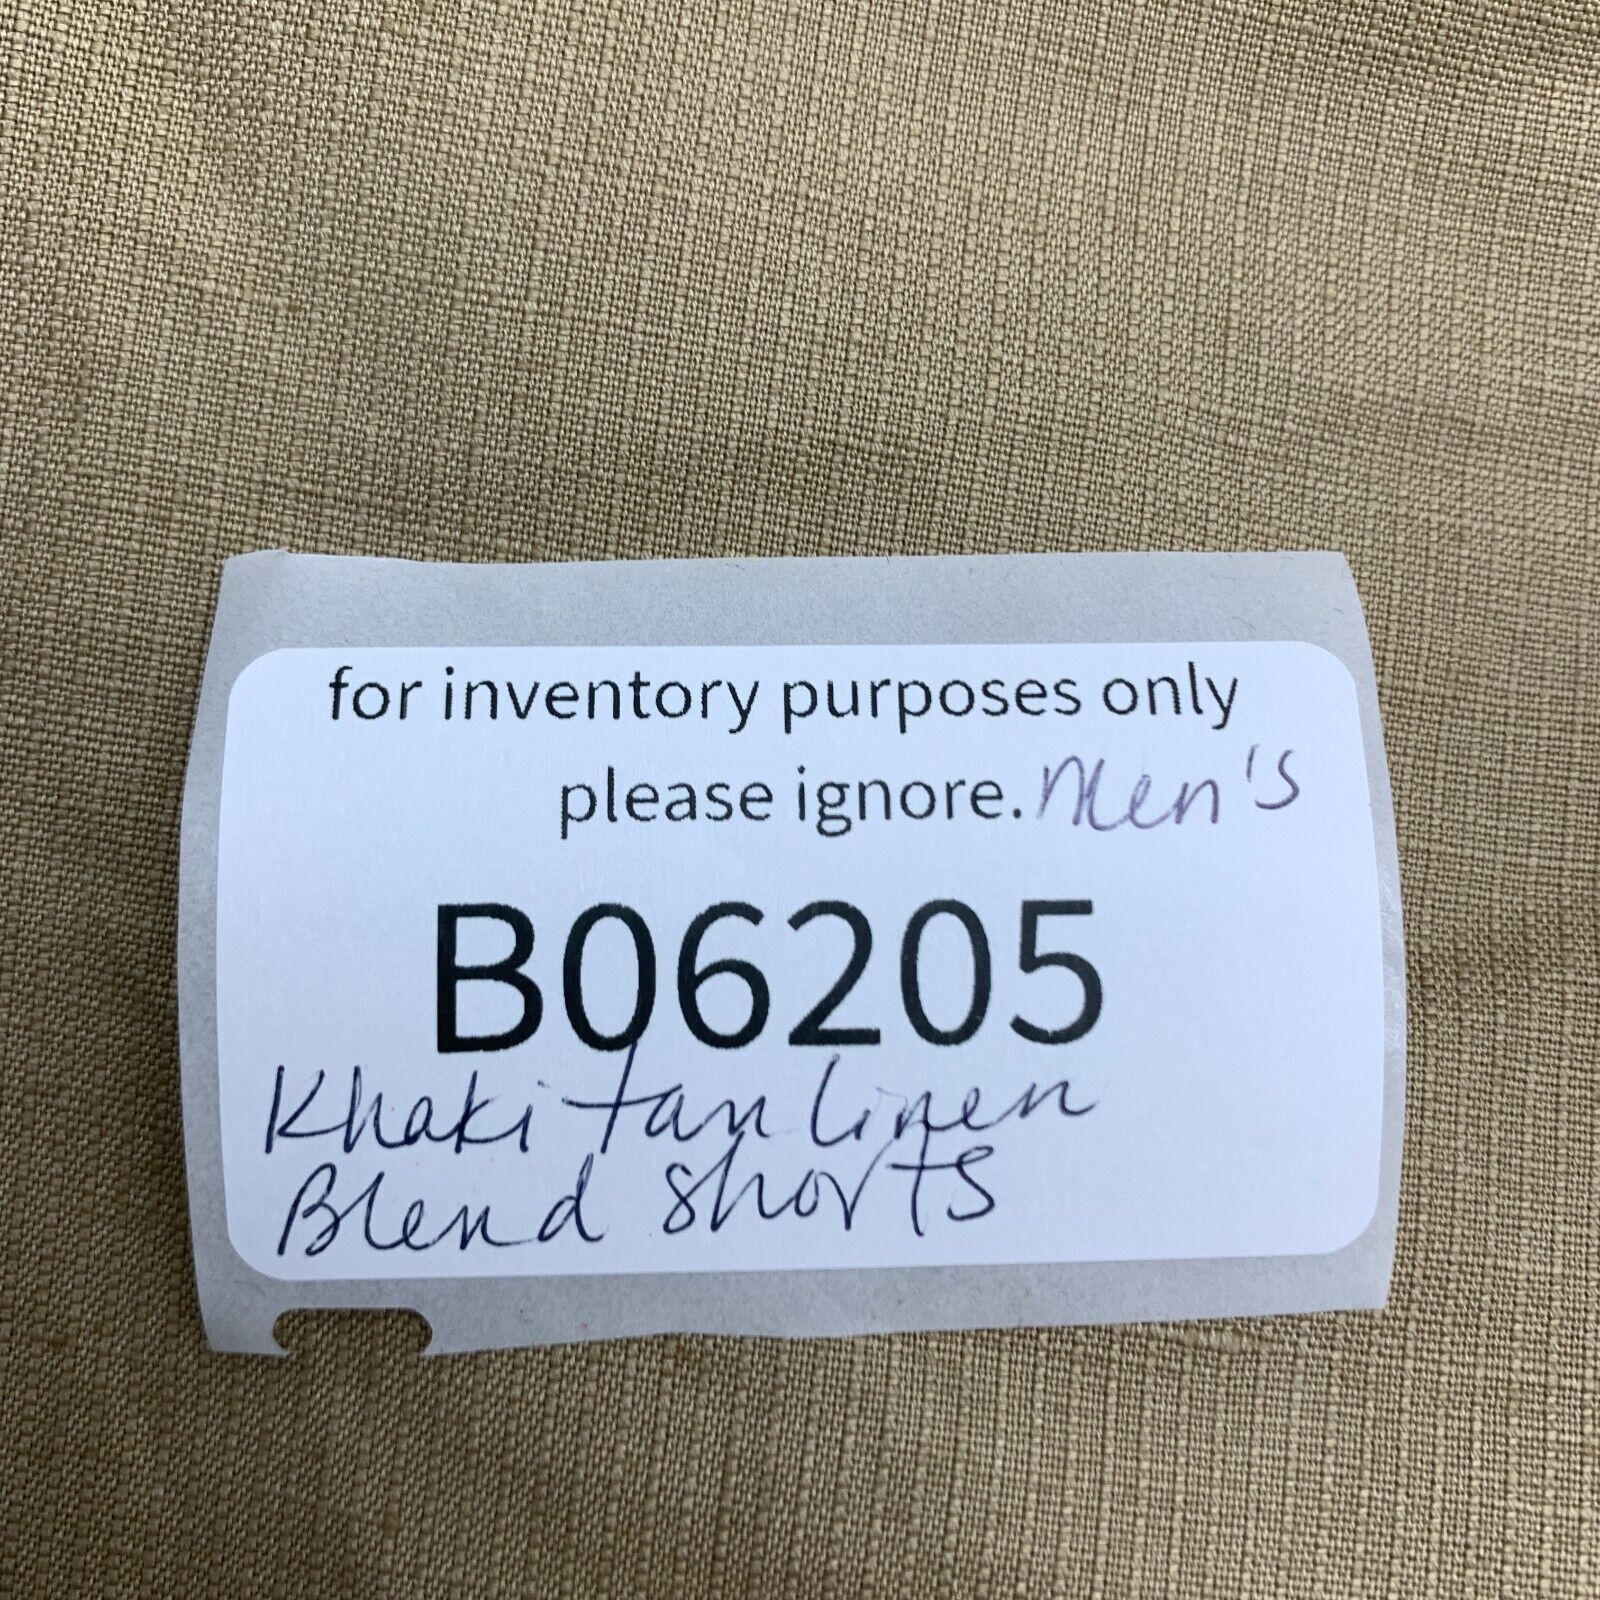 for inventory purposes only
please ignore. Men's
B06205
Khaki tan linen
Blend shorts